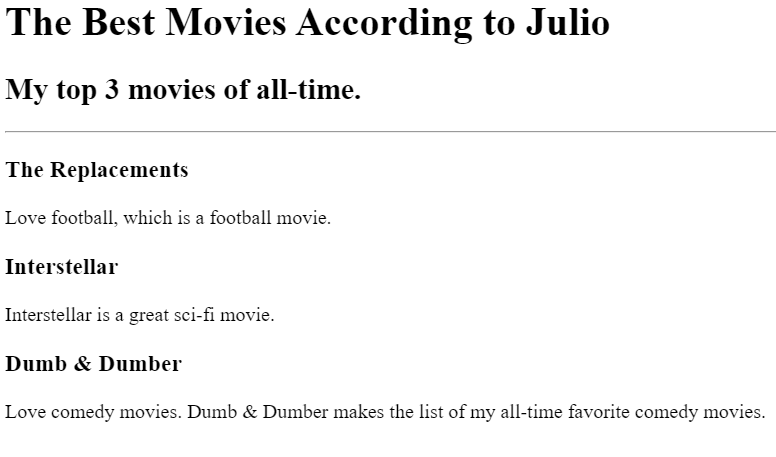 The Best Movies According to Julio
My top 3 movies of all-time.
The Replacements
Love football, which is a football movie.
Interstellar
Interstellar is a great sci-fi movie.
Dumb & Dumber
Love comedy movies. Dumb & Dumber makes the list of my all-time favorite comedy movies.